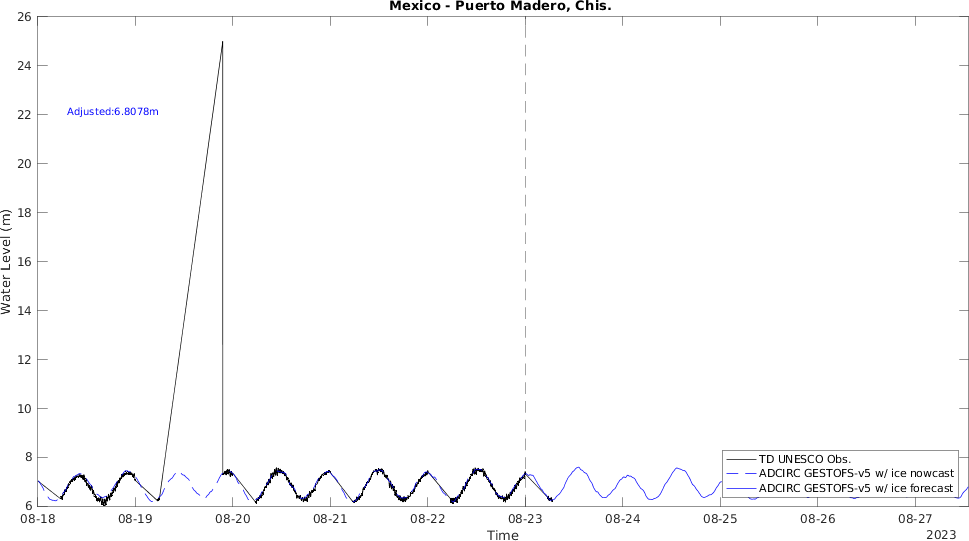 Mexico - Puerto Madero, Chis.
26
24
22
20
18
16
14
12
10
8
6
Water Level (m)
Adjusted:6.8078m
TD UNESCO Obs.
ADCIRC GESTOFS-v5 w/ ice nowcast
ADCIRC GESTOFS-v5 w/ ice forecast
08-18 08-19 08-20 08-21 08-22 08-23 08-24 08-25 08-26 08-27
Time
2023